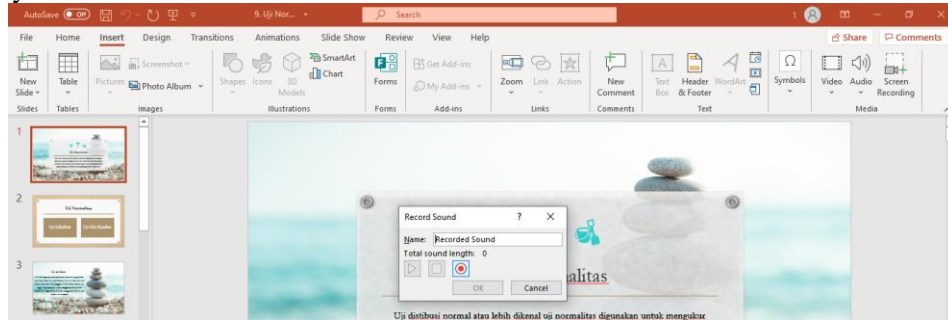 AutoSave Off 9. Uji Nor... Search 1 R
File Home Insert Design Transitions Animations Slide Show Review View Help Share Comments
New Slide Table Pictures Screenshot Photo Album Shapes Icons 3D Models SmartArt Chart Forms Get Add-ins My Add-ins Zoom Link Action New Comment Text Box Header & Footer WordArt Symbols Video Audio Screen Recording
Slides Tables Images Illustrations Forms Add-ins Links Comments Text Media
1
2
Uji Normalitas
3
Record Sound ? X
Name: Recorded Sound
Total sound length: 0
OK Cancel
alitas
Uji distibusi normal atau lebih dikenal uji normalitas digunakan untuk mengukur